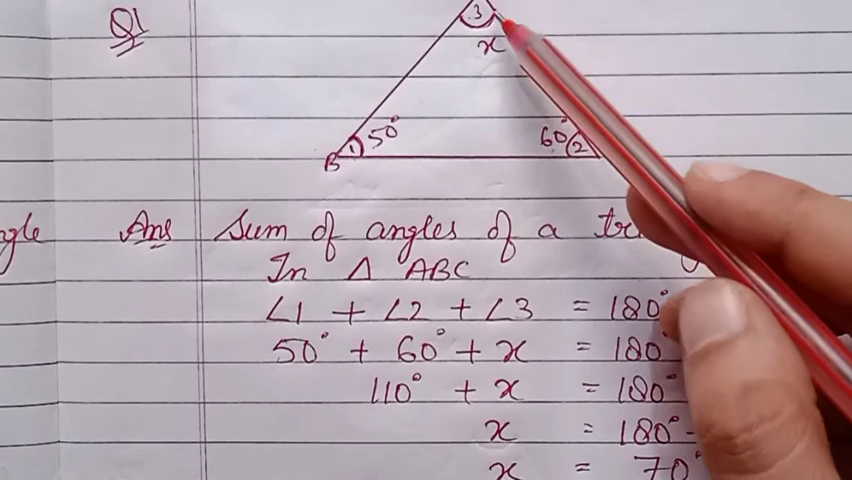 Q1
3
x
50°
60°
1
2
B
gle
Ans Sum of angles of a
In Δ ABC
∠1 + ∠2 + ∠3 = 180°
50° + 60° + x = 180°
110° + x = 180°
x = 180° -
x = 70°